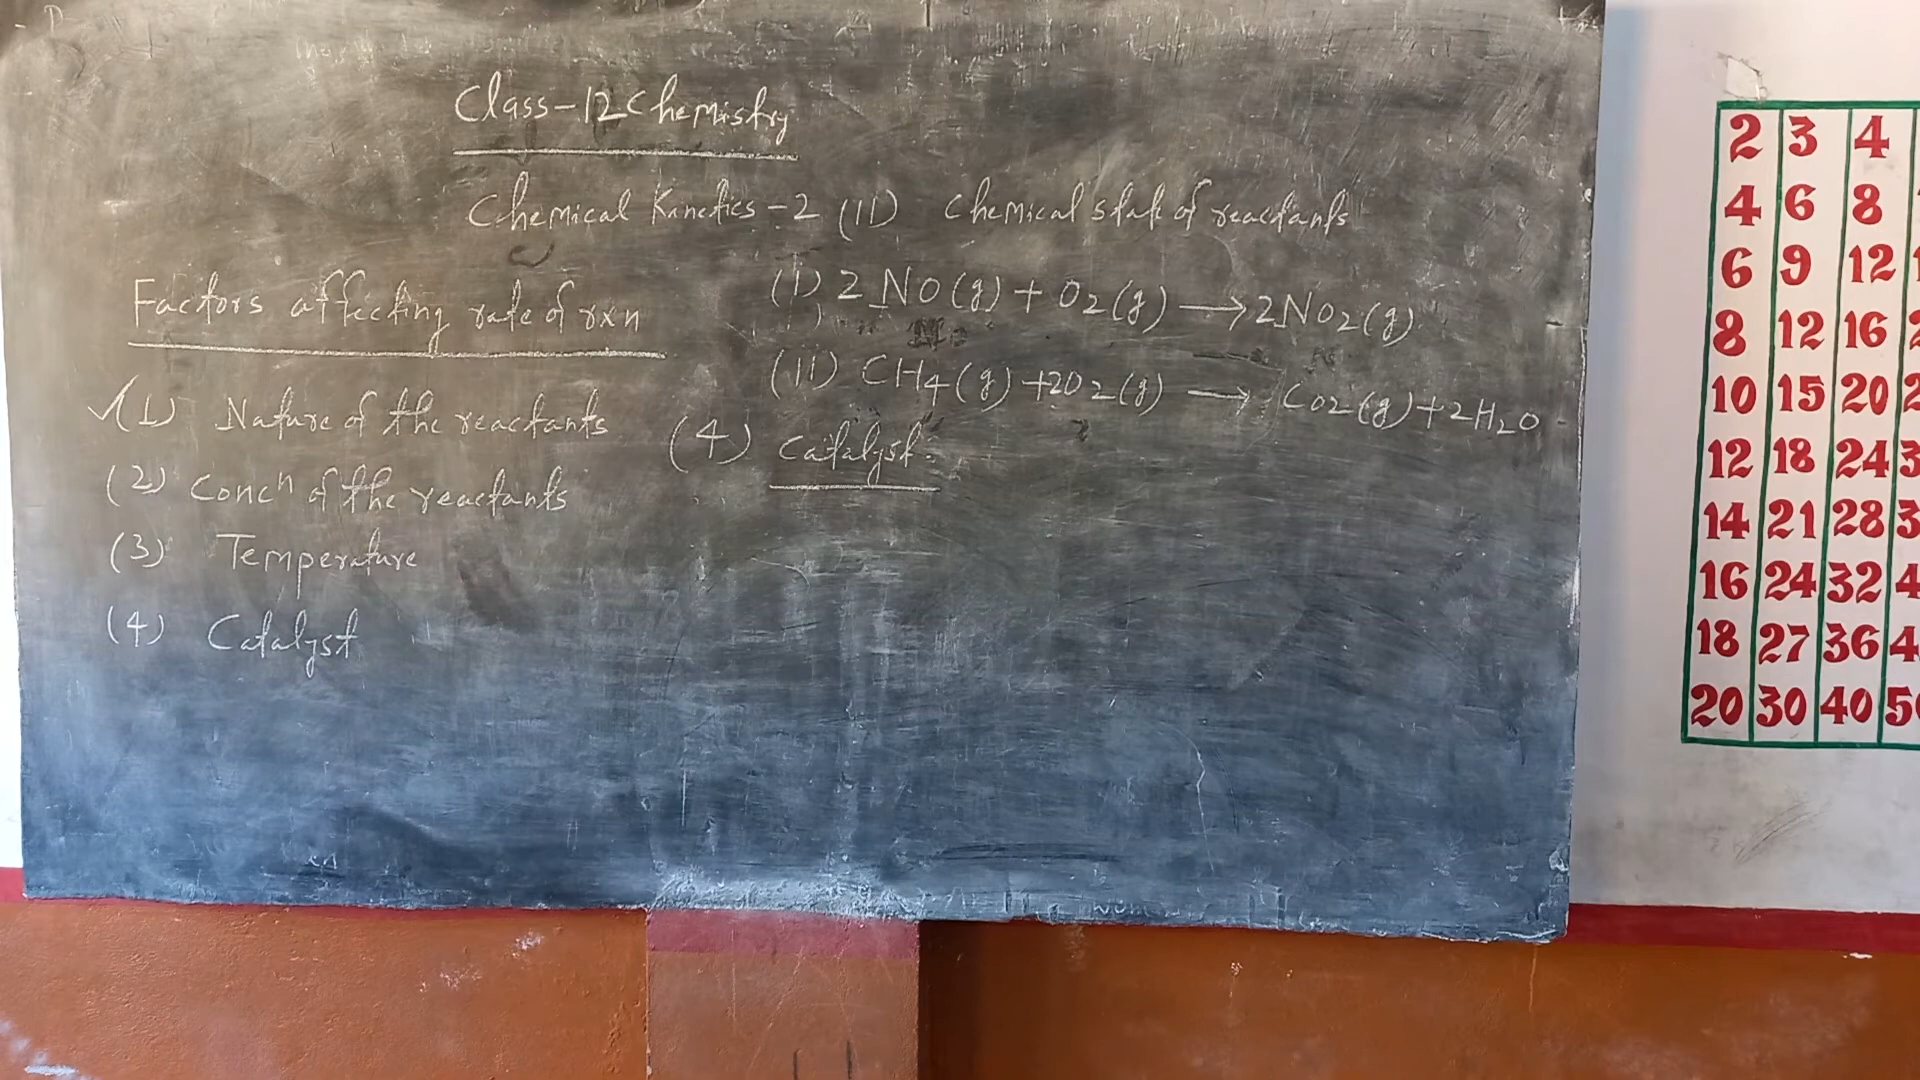 Class-12 Chemistry
Chemical Kinetics-2
Factors affecting rate of rxn
(1) Nature of the reactants
(2) Concn of the reactants
(3) Temperature
(4) Catalyst
(II) Chemical state of reactants
(I) 2NO(g) + O2(g) → 2NO2(g)
(II) CH4(g) + 2O2(g) → CO2(g) + 2H2O
(4) Catalyst.
2 3 4
4 6 8
6 9 12
8 12 16
10 15 20
12 18 24
14 21 28
16 24 32
18 27 36
20 30 40